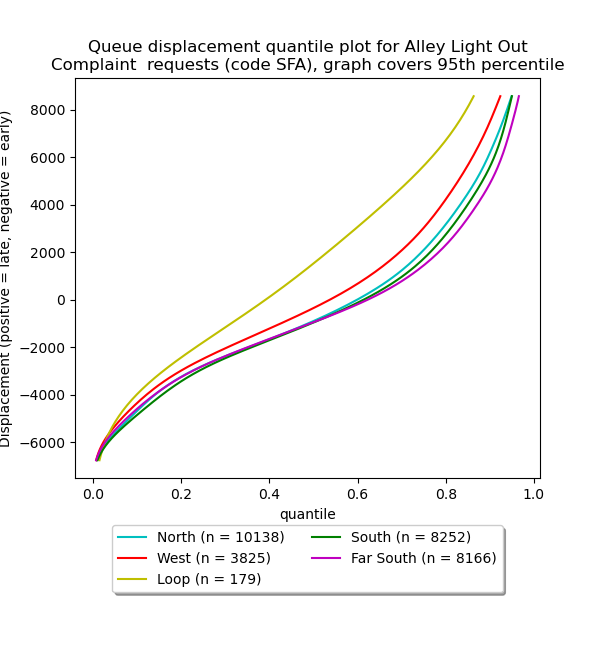 Queue displacement quantile plot for Alley Light Out
Complaint  requests (code SFA), graph covers 95th percentile
Displacement (positive = late, negative = early)
8000
6000
4000
2000
0
−2000
−4000
−6000
0.0 0.2 0.4 0.6 0.8 1.0
quantile
North (n = 10138) South (n = 8252)
West (n = 3825) Far South (n = 8166)
Loop (n = 179)